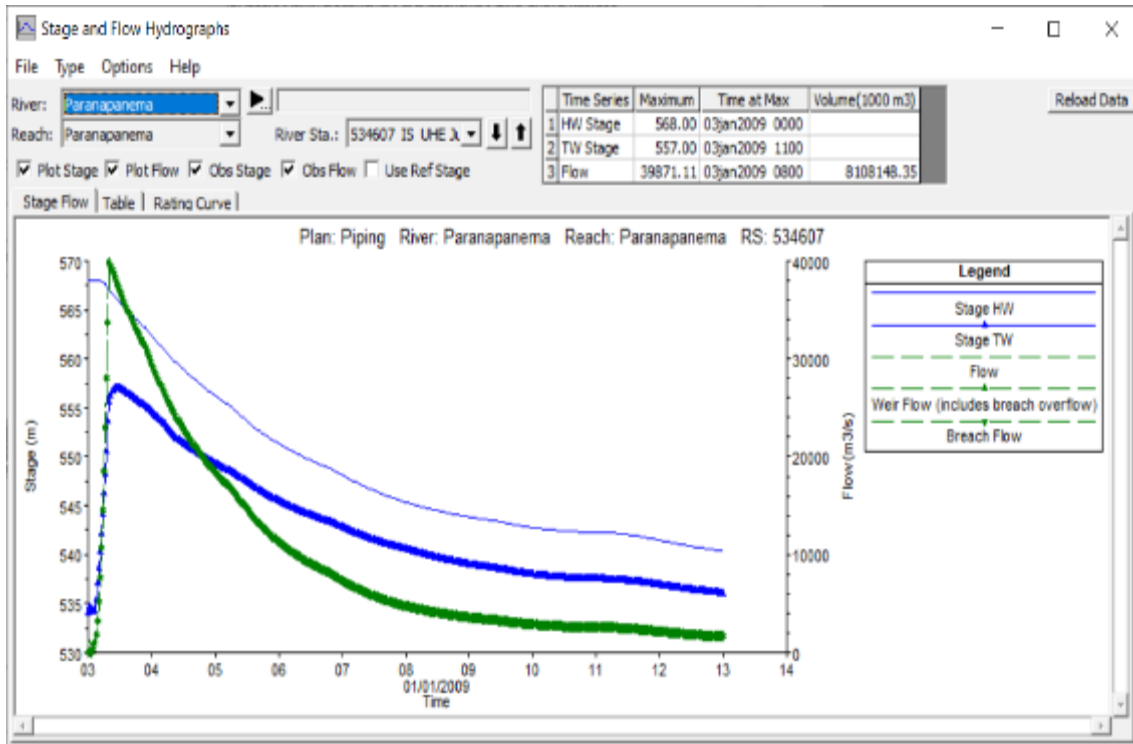 Stage and Flow Hydrographs
File Type Options Help
River: Paranapanema
Reach: Paranapanema River Sta.: 534607 IS UHE
Plot Stage Plot Flow Obs Stage Obs Flow Use Ref Stage
Time Series Maximum Time at Max Volume(1000 m3)
1 HW Stage 568.00 03jan2009 0000
2 TW Stage 557.00 03jan2009 1100
3 Flow 39871.11 03jan2009 0800 8108148.35
Reload Data
Stage Flow Table Rating Curve
Plan: Piping River: Paranapanema Reach: Paranapanema RS: 534607
Stage (m)
570
565
560
555
550
545
540
535
530
03 04 05 06 07 08 09 10 11 12 13 14
01/01/2009
Time
40000
30000
20000
10000
0
Flow (m3/s)
Legend
Stage HW
Stage TW
Flow
Weir Flow (includes breach overflow)
Breach Flow